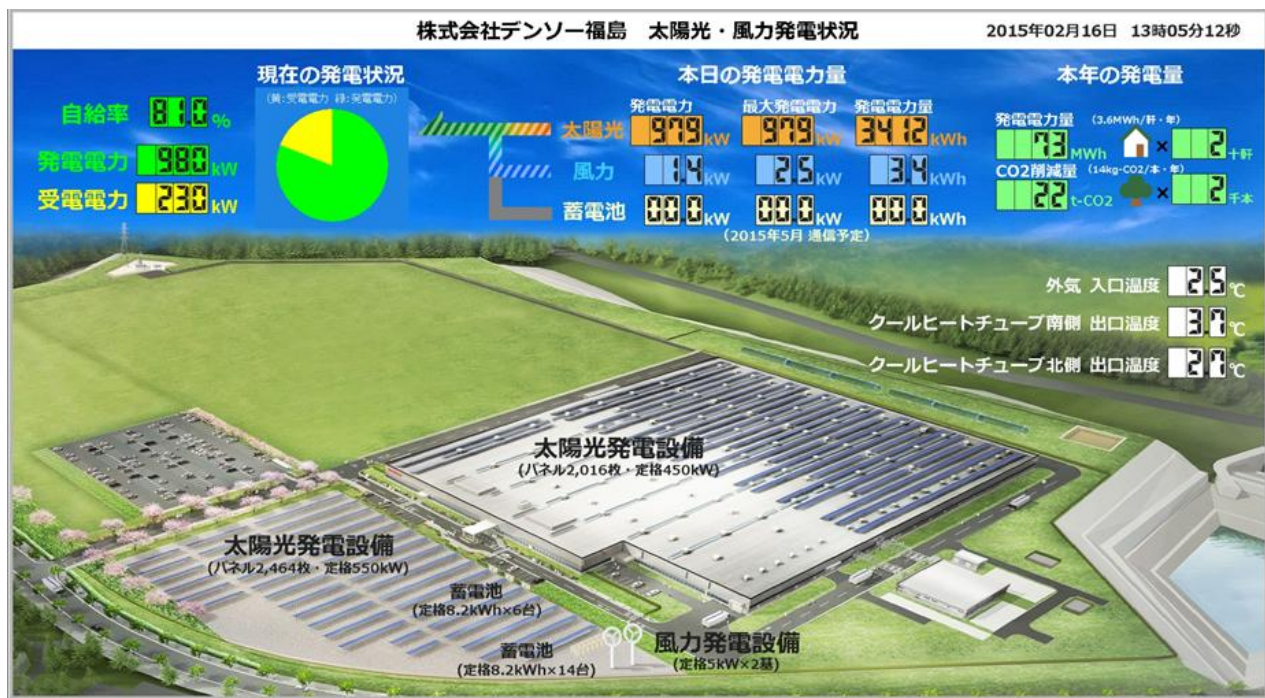 株式会社デンソー福島 太陽光・風力発電状況
2015年02月16日 13時05分12秒
現在の発電状況
(黄:受電電力 緑:発電電力)
自給率 81.0 %
発電電力 980 kW
受電電力 230 kW
本日の発電電力量
発電電力 最大発電電力 発電電力量
太陽光 979 kW 979 kW 3412 kWh
風力 1.4 kW 2.5 kW 3.4 kWh
蓄電池 00.0 kW 00.0 kW 00.0 kWh
(2015年5月 通信予定)
本年の発電量
発電電力量 (3.6MWh/軒・年)
73 MWh × 2 十軒
CO2削減量 (14kg-CO2/本・年)
22 t-CO2 × 2 千本
外気 入口温度 2.5 ℃
クールヒートチューブ南側 出口温度 3.7 ℃
クールヒートチューブ北側 出口温度 2.7 ℃
太陽光発電設備
(パネル2,016枚・定格450kW)
太陽光発電設備
(パネル2,464枚・定格550kW)
蓄電池
(定格8.2kWh×6台)
蓄電池
(定格8.2kWh×14台)
風力発電設備
(定格5kW×2基)